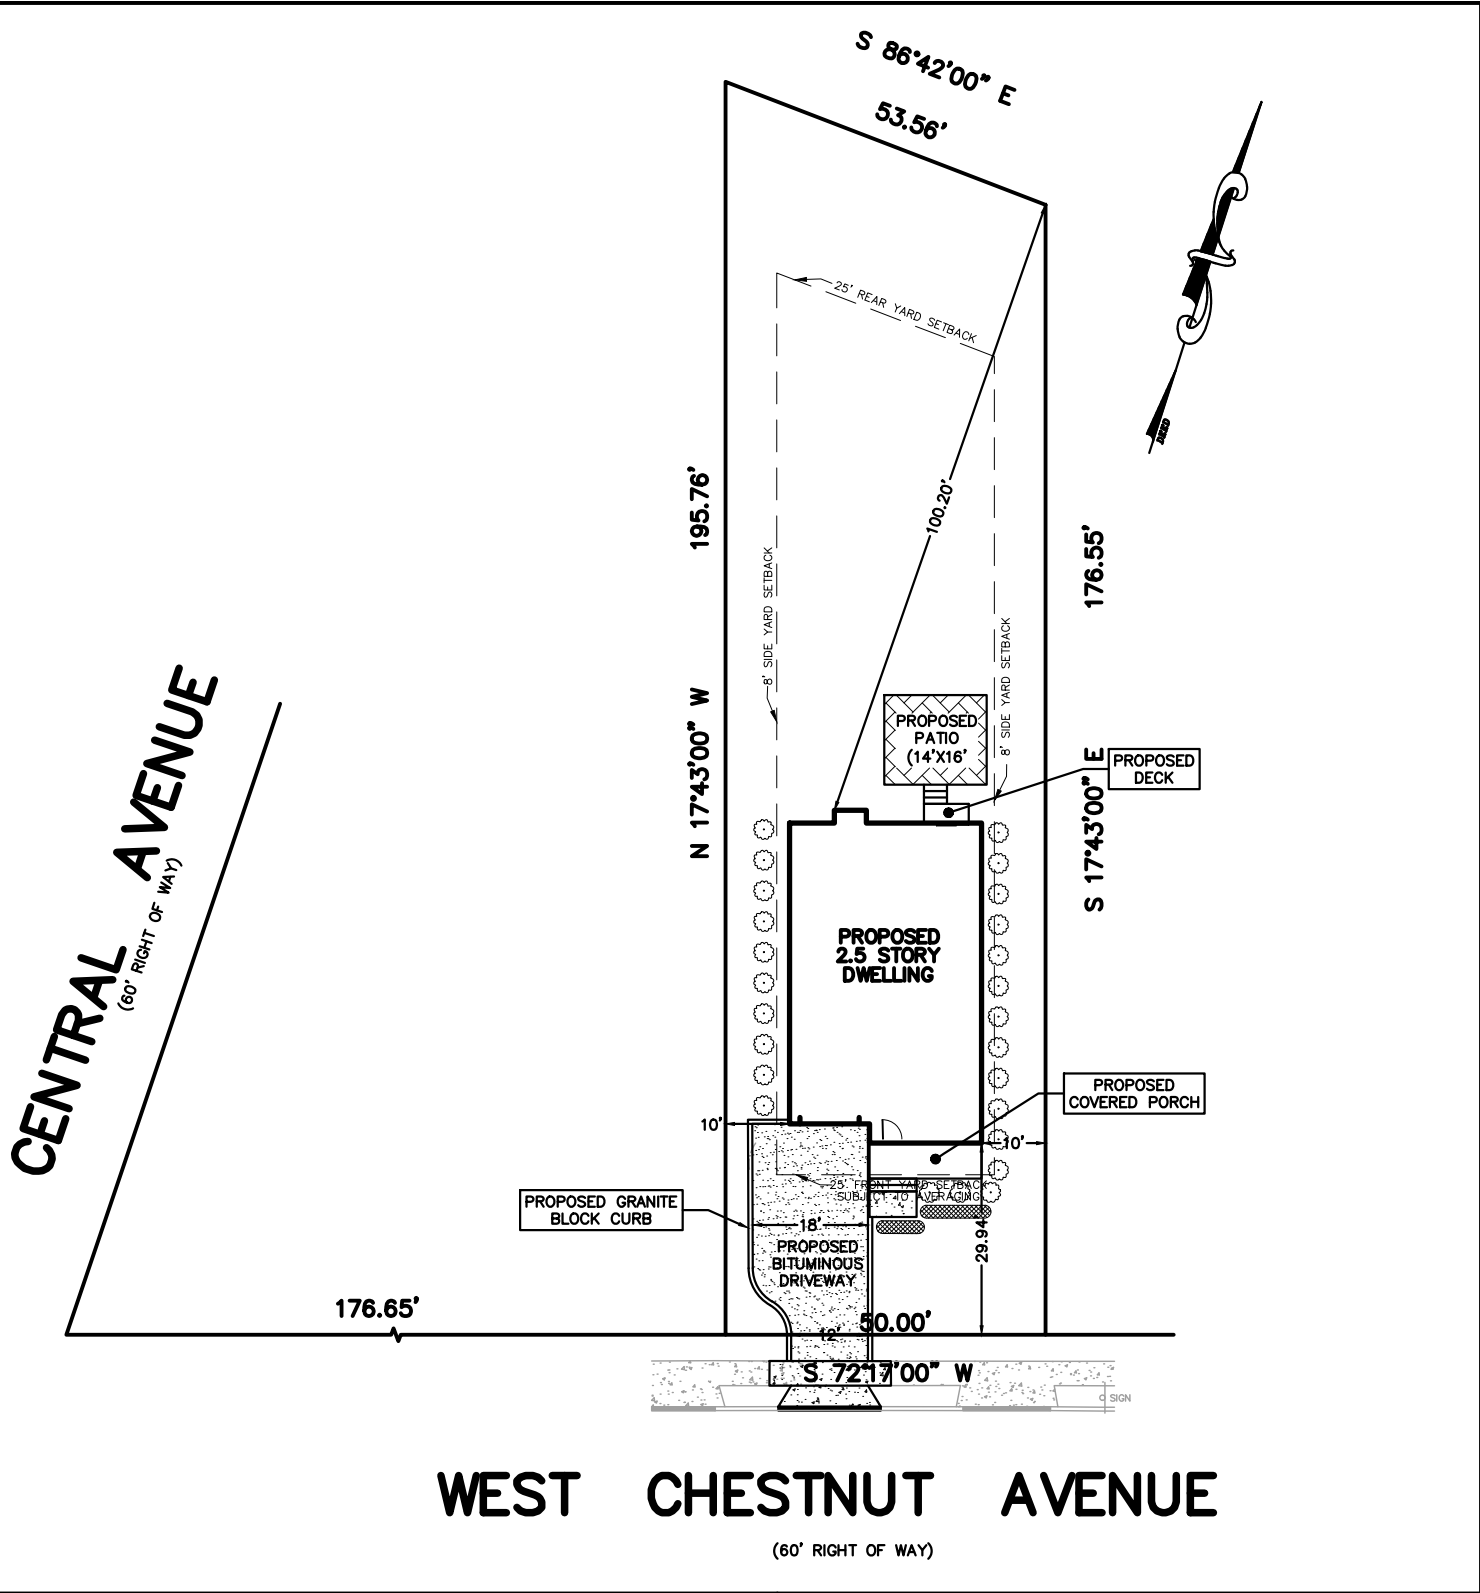 S 86°42'00" E
53.56'
25' REAR YARD SETBACK
DEED
195.76'
100.20'
176.55'
8' SIDE YARD SETBACK
8' SIDE YARD SETBACK
N 17°43'00" W
PROPOSED
PATIO
(14'X16'
S 17°43'00" E
PROPOSED
DECK
CENTRAL AVENUE
(60' RIGHT OF WAY)
PROPOSED
2.5 STORY
DWELLING
PROPOSED
COVERED PORCH
10'
10'
25' FRONT YARD SETBACK
SUBJECT TO AVERAGING
PROPOSED GRANITE
BLOCK CURB
18'
29.94'
PROPOSED
BITUMINOUS
DRIVEWAY
176.65'
50.00'
12'
S 72°17'00" W
SIGN
WEST CHESTNUT AVENUE
(60' RIGHT OF WAY)